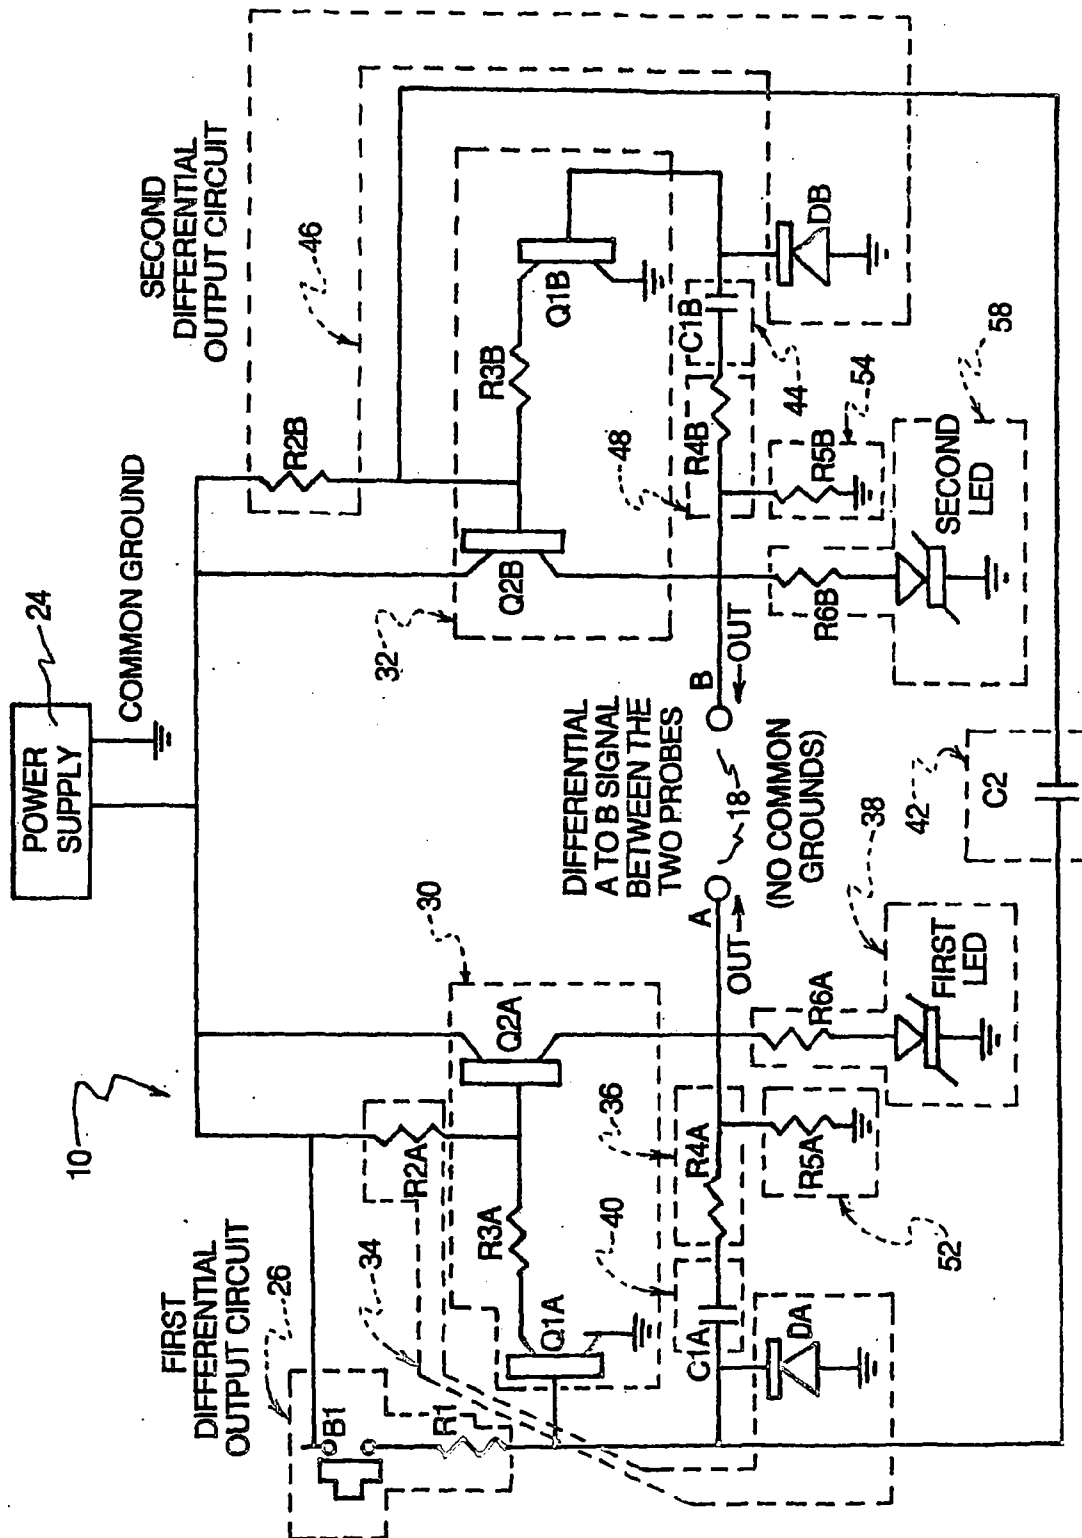 10
POWER
SUPPLY
24
COMMON GROUND
FIRST
DIFFERENTIAL
OUTPUT CIRCUIT
26
34
B1
R1
R2A
R3A
Q1A
Q2A
30
40
36
C1A
R4A
DA
R5A
52
R6A
FIRST
LED
38
A
OUT
DIFFERENTIAL
A TO B SIGNAL
BETWEEN THE
TWO PROBES
18
(NO COMMON
GROUNDS)
B
OUT
42
C2
SECOND
DIFFERENTIAL
OUTPUT CIRCUIT
46
R2B
32
Q2B
R3B
Q1B
48
R4B
C1B
44
DB
R5B
54
R6B
SECOND
LED
58